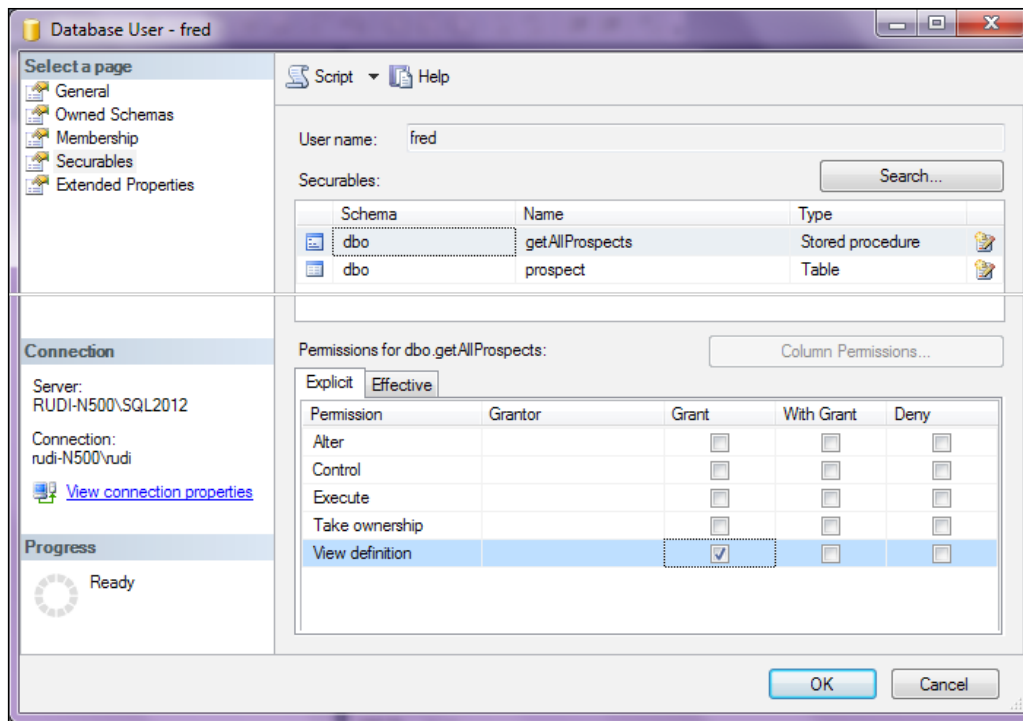 Database User - fred
Select a page
General
Owned Schemas
Membership
Securables
Extended Properties
Script Help
User name: fred
Securables: Search...
Schema Name Type
dbo getAllProspects Stored procedure
dbo prospect Table
Connection
Server:
RUDI-N500\SQL2012
Connection:
rudi-N500\rudi
View connection properties
Progress
Ready
Permissions for dbo.getAllProspects: Column Permissions...
Explicit Effective
Permission Grantor Grant With Grant Deny
Alter
Control
Execute
Take ownership
View definition
OK Cancel